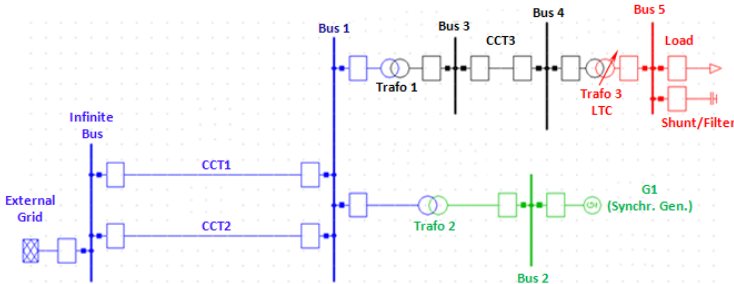 Bus 1
Bus 3
CCT3
Bus 4
Bus 5
Load
Trafo 1
Trafo 3
LTC
Shunt/Filter
Infinite
Bus
CCT1
External
Grid
CCT2
Trafo 2
G1
(Synchr. Gen.)
Bus 2